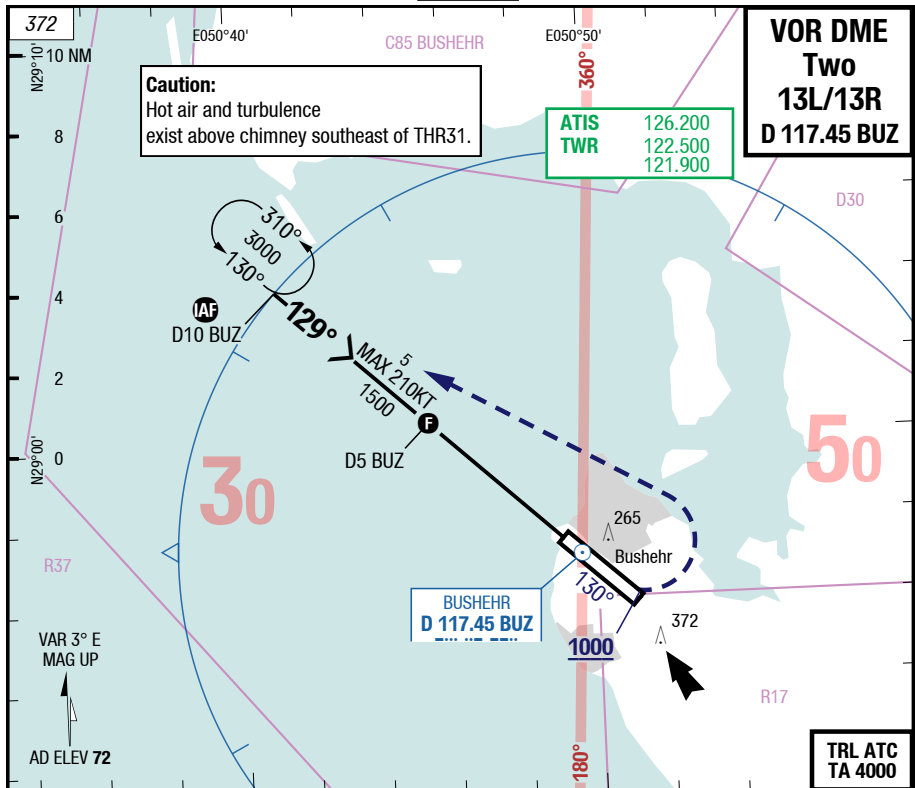 372
E050°40'
E050°50'
C85 BUSHEHR
VOR DME
Two
13L/13R
D 117.45 BUZ
N29°10'
10 NM
Caution:
Hot air and turbulence
exist above chimney southeast of THR31.
360°
ATIS 126.200
TWR 122.500
121.900
8
D30
6
310°
3000
130°
4
IAF
D10 BUZ
129°
5
MAX 210KT
1500
2
F
D5 BUZ
N29°00'
0
30
50
265
Bushehr
R37
130°
BUSHEHR
D 117.45 BUZ
1000
372
VAR 3° E
MAG UP
R17
AD ELEV 72
180°
TRL ATC
TA 4000